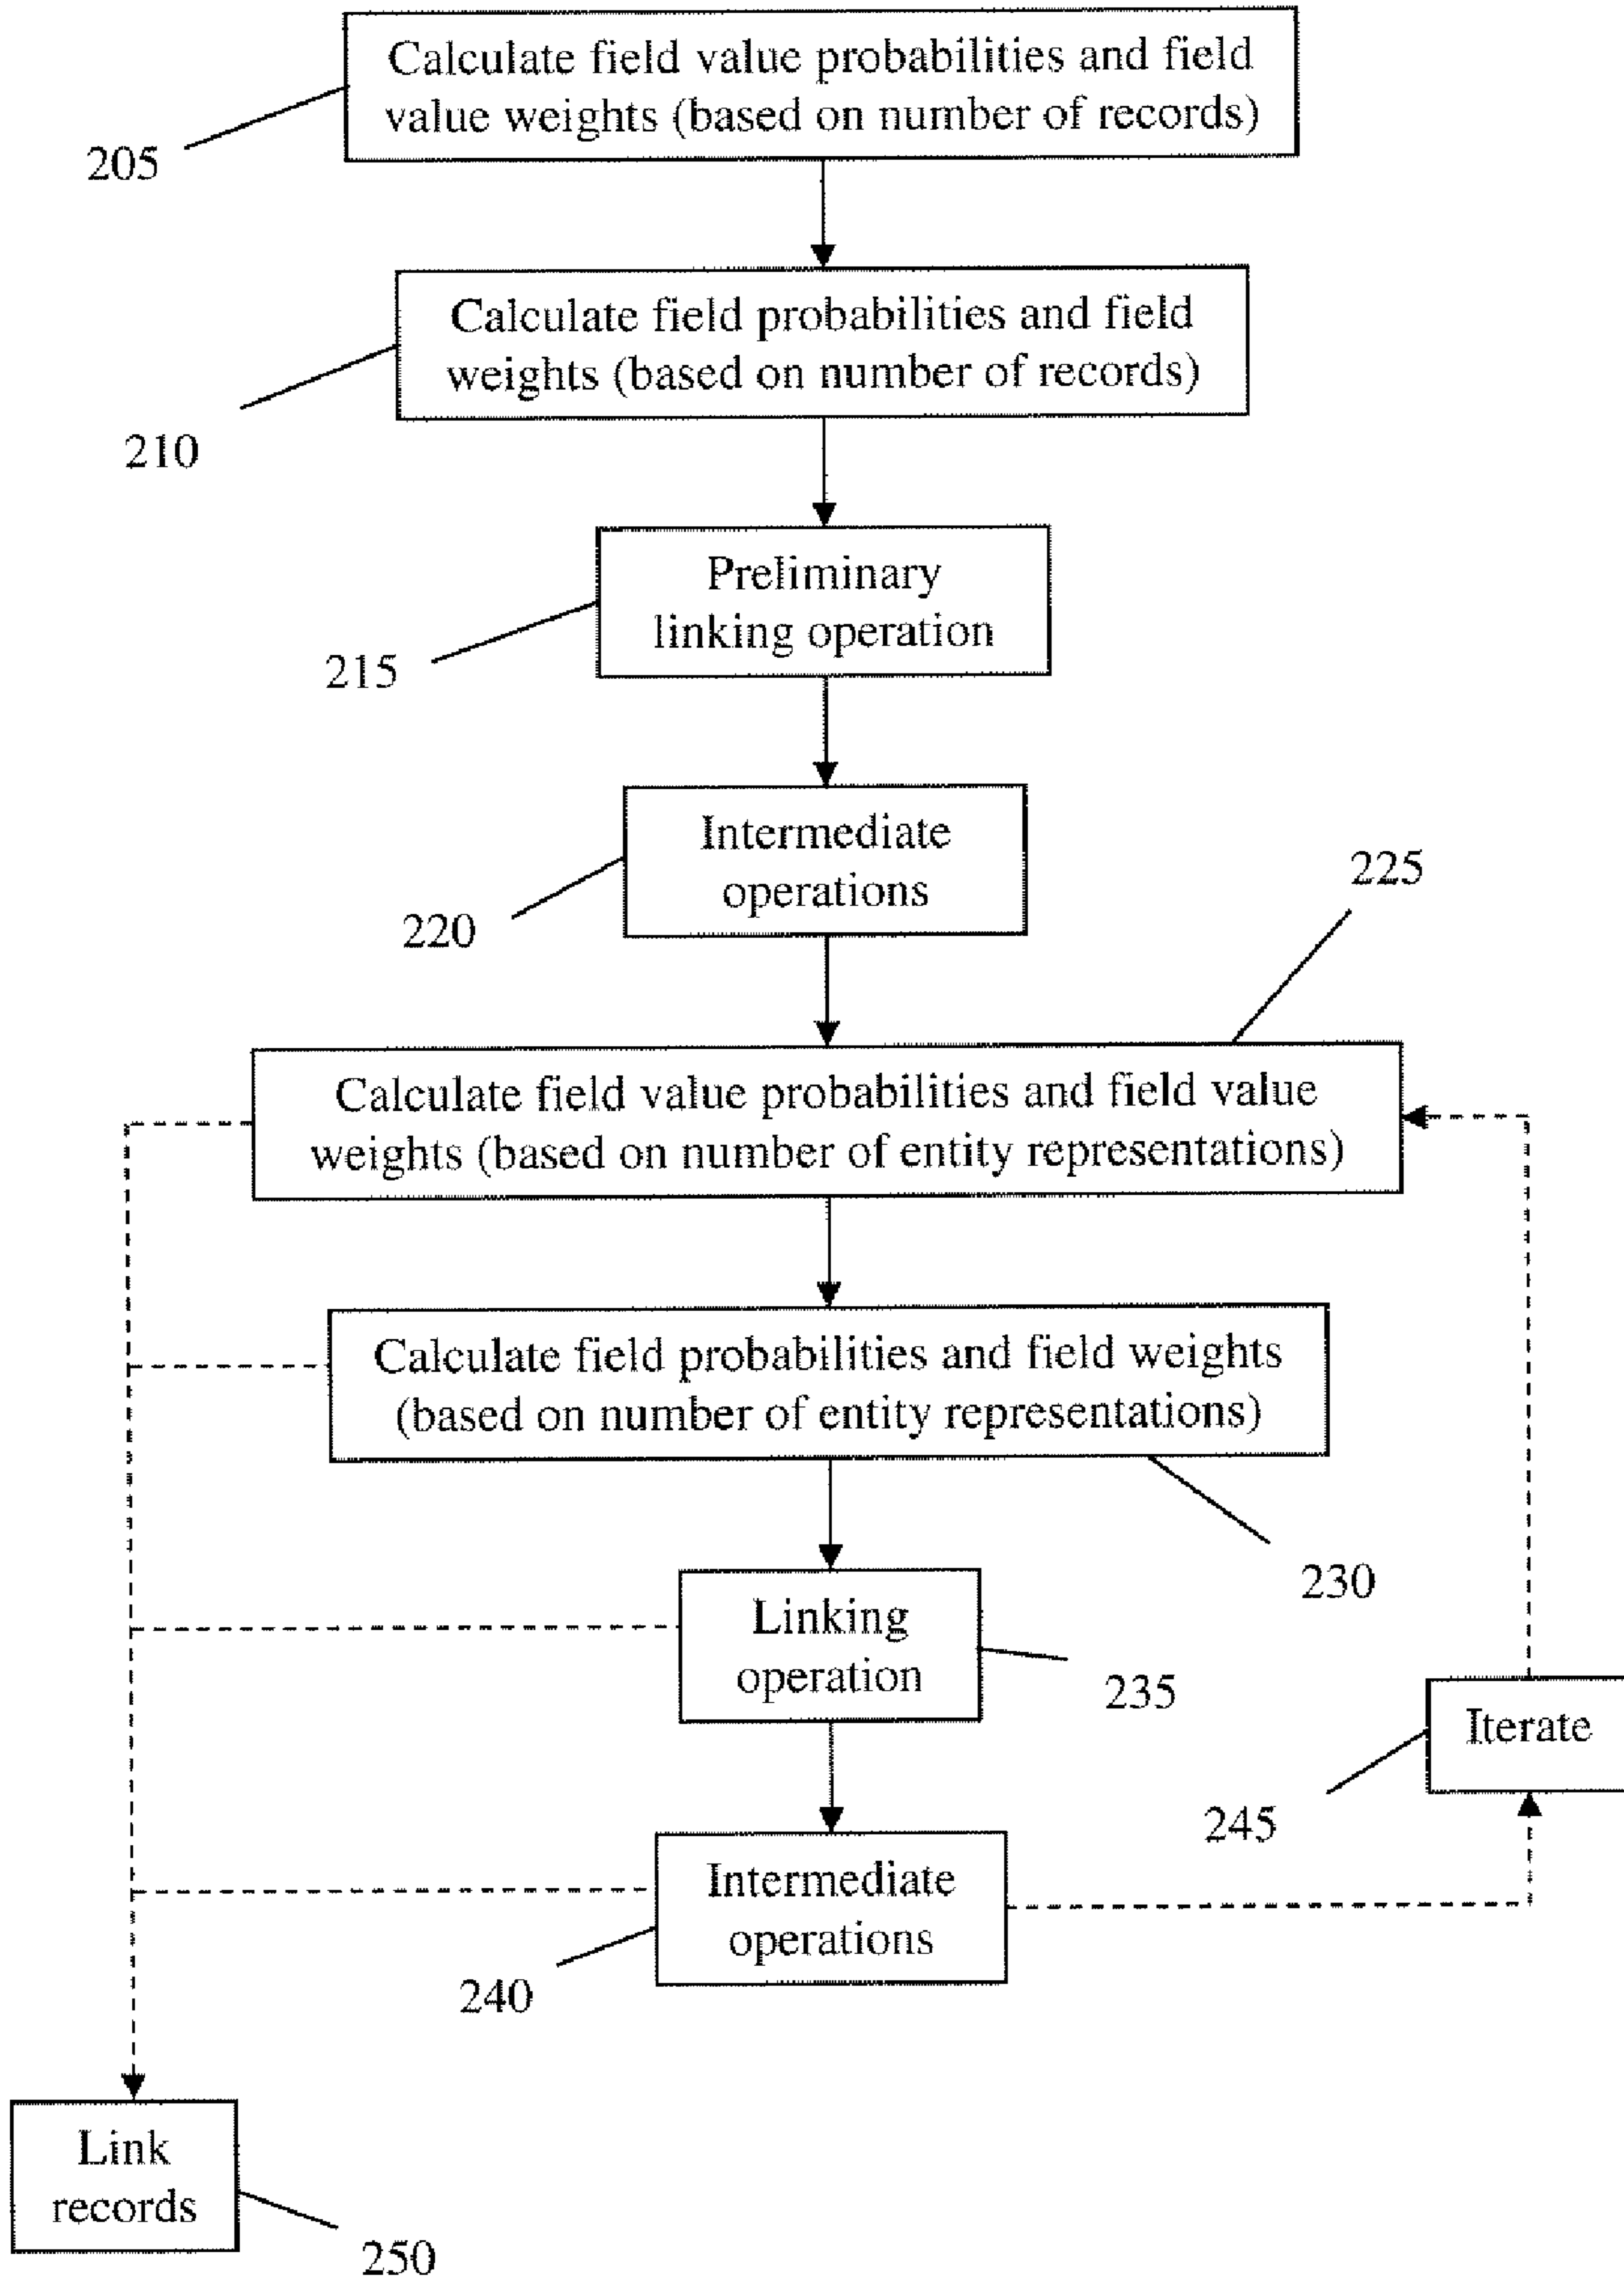 Calculate field value probabilities and field
value weights (based on number of records)
205
Calculate field probabilities and field
weights (based on number of records)
210
Preliminary
linking operation
215
Intermediate
operations
220
225
Calculate field value probabilities and field value
weights (based on number of entity representations)
Calculate field probabilities and field weights
(based on number of entity representations)
230
Linking
operation
235
Iterate
245
Intermediate
operations
240
Link
records
250